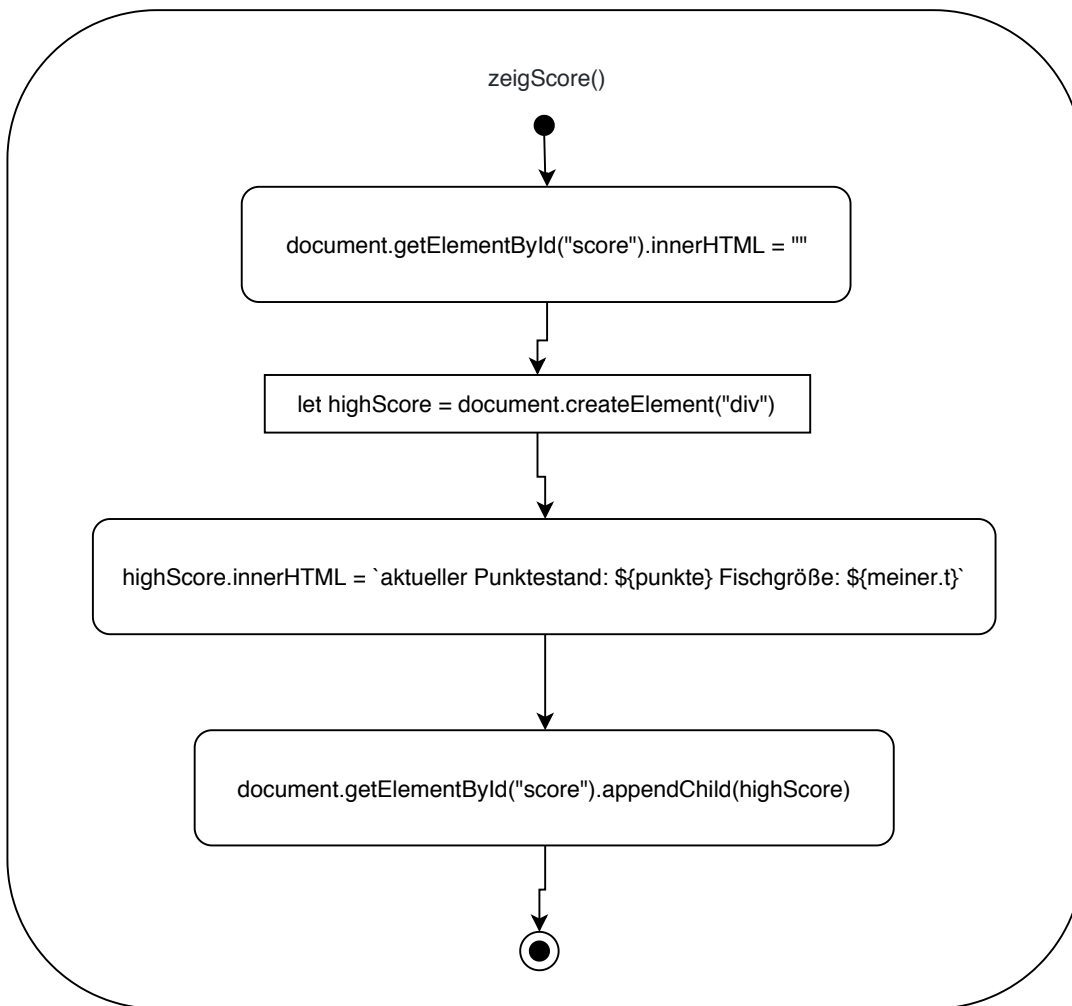 zeigScore()
document.getElementById("score").innerHTML = ""
let highScore = document.createElement("div")
highScore.innerHTML = `aktueller Punktestand: ${punkte} Fischgröße: ${meiner.t}`
document.getElementById("score").appendChild(highScore)